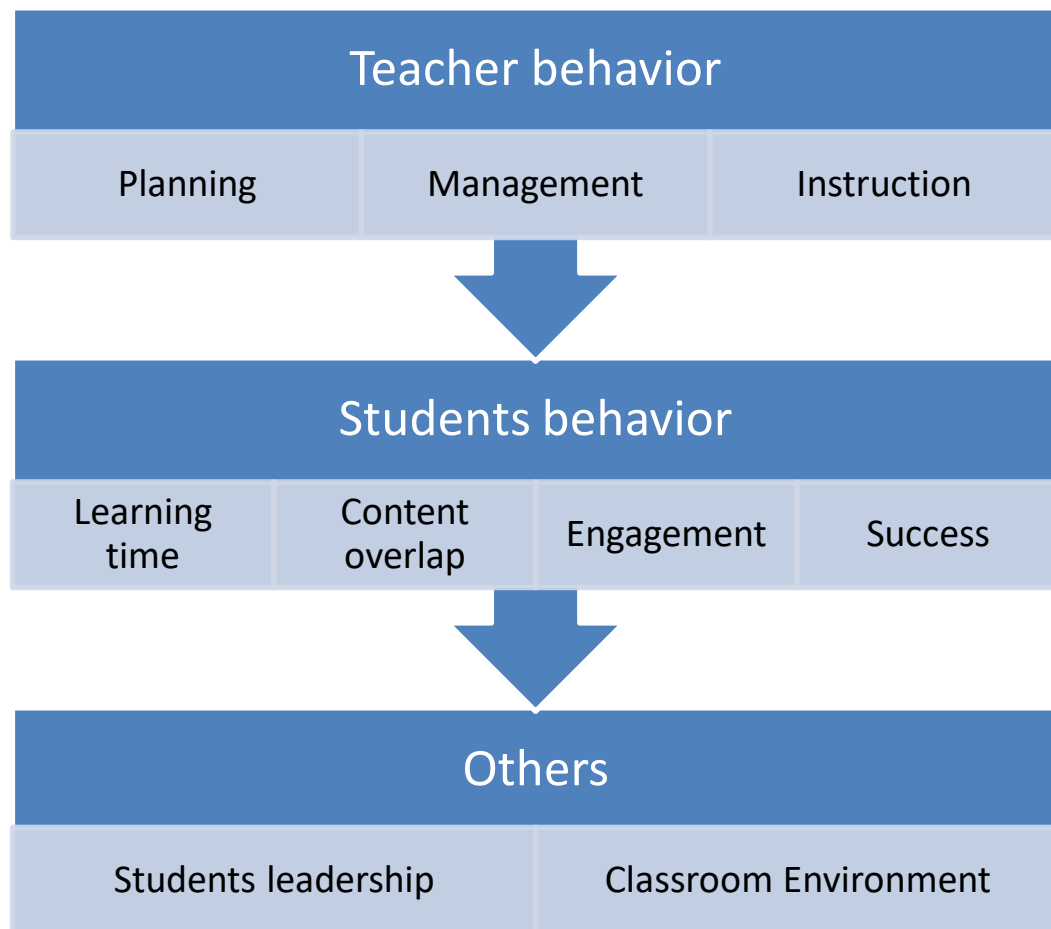 Teacher behavior
Planning
Management
Instruction
Students behavior
Learning
time
Content
overlap
Engagement
Success
Others
Students leadership
Classroom Environment